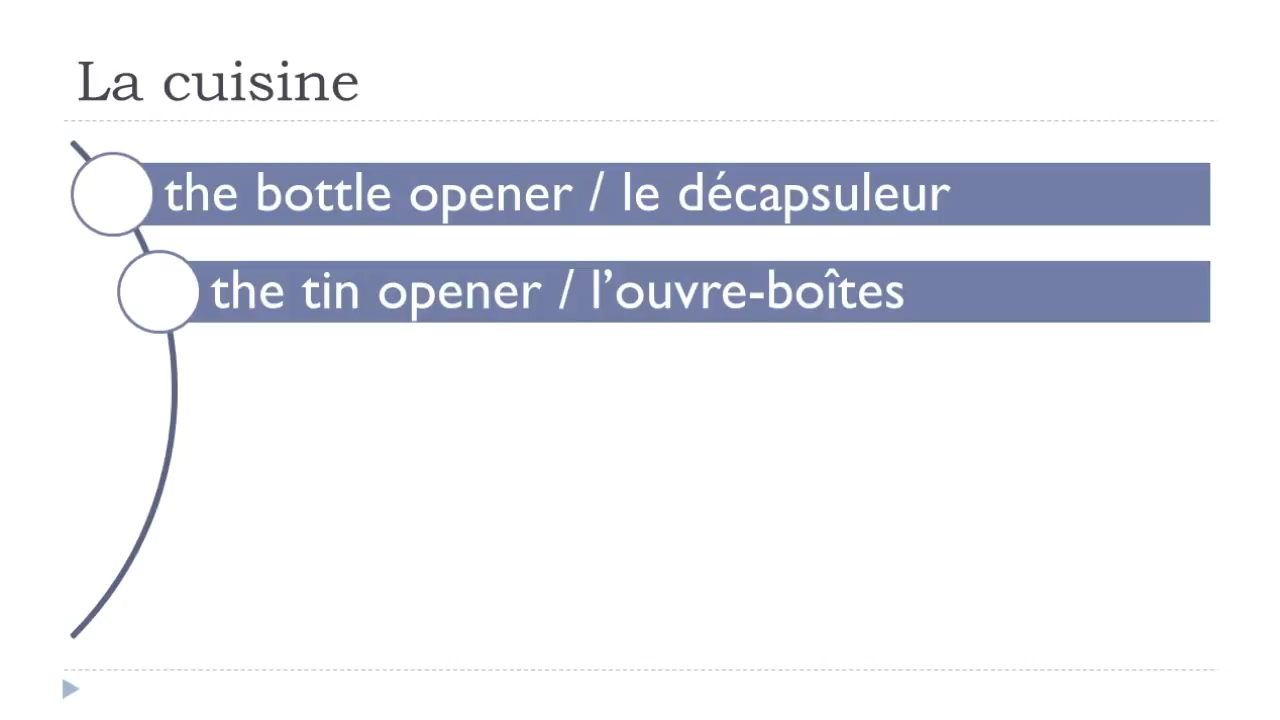 La cuisine
the bottle opener / le décapsuleur
the tin opener / l’ouvre-boîtes